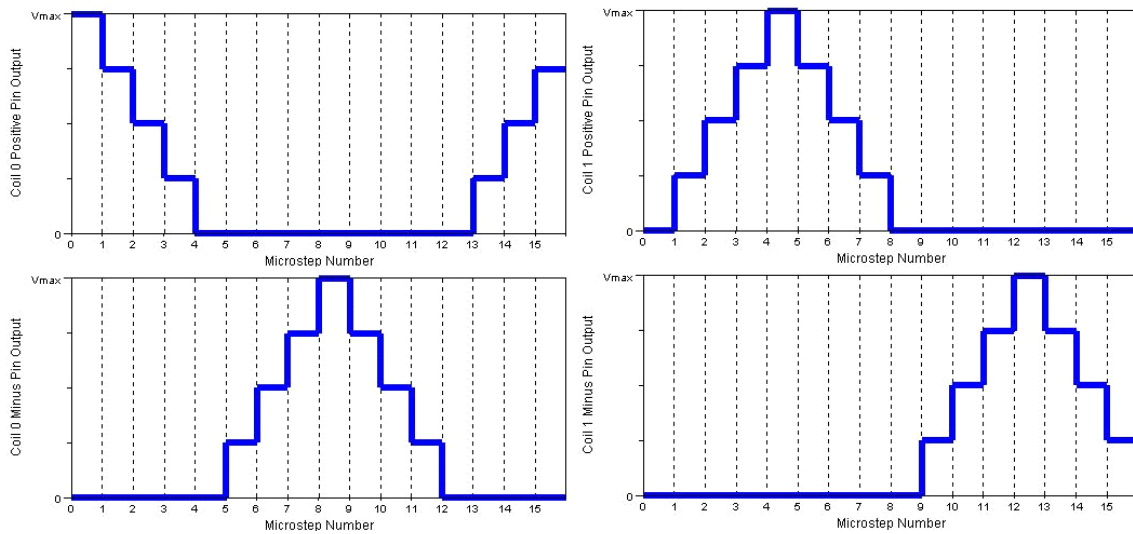 Vmax
Coil 0 Positive Pin Output
0
0 1 2 3 4 5 6 7 8 9 10 11 12 13 14 15
Microstep Number
Vmax
Coil 1 Positive Pin Output
0
0 1 2 3 4 5 6 7 8 9 10 11 12 13 14 15
Microstep Number
Vmax
Coil 0 Minus Pin Output
0
0 1 2 3 4 5 6 7 8 9 10 11 12 13 14 15
Microstep Number
Vmax
Coil 1 Minus Pin Output
0
0 1 2 3 4 5 6 7 8 9 10 11 12 13 14 15
Microstep Number